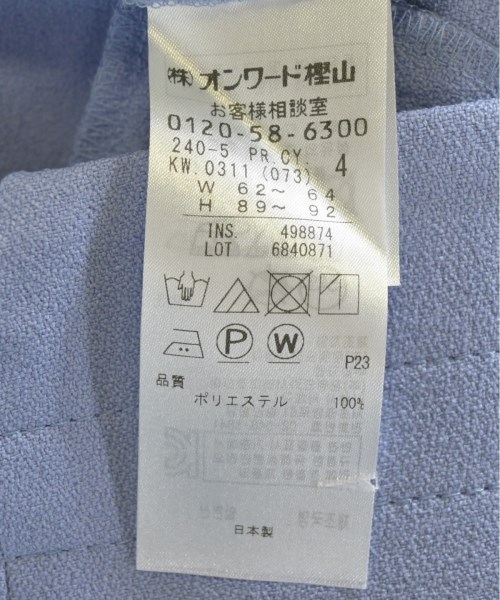 ㈱オンワード樫山
お客様相談室
0120-58-6300
240-5 PR.CY.
KW.0311 (073) 4
W 62～ 64
H 89～ 92
INS. 498874
LOT 6840871
P W
P23
品質
ポリエステル 100%
日本製